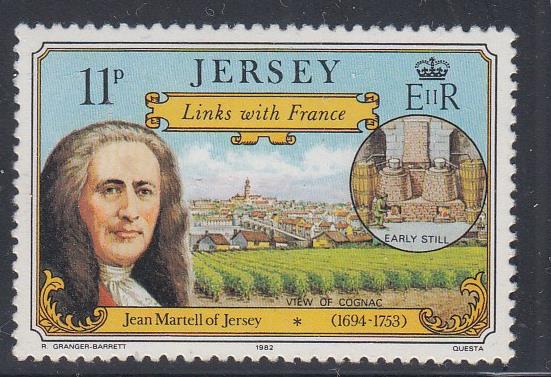 11p
JERSEY
EIIR
Links with France
EARLY STILL
VIEW OF COGNAC
Jean Martell of Jersey * (1694-1753)
R. GRANGER-BARRETT 1982 QUESTA